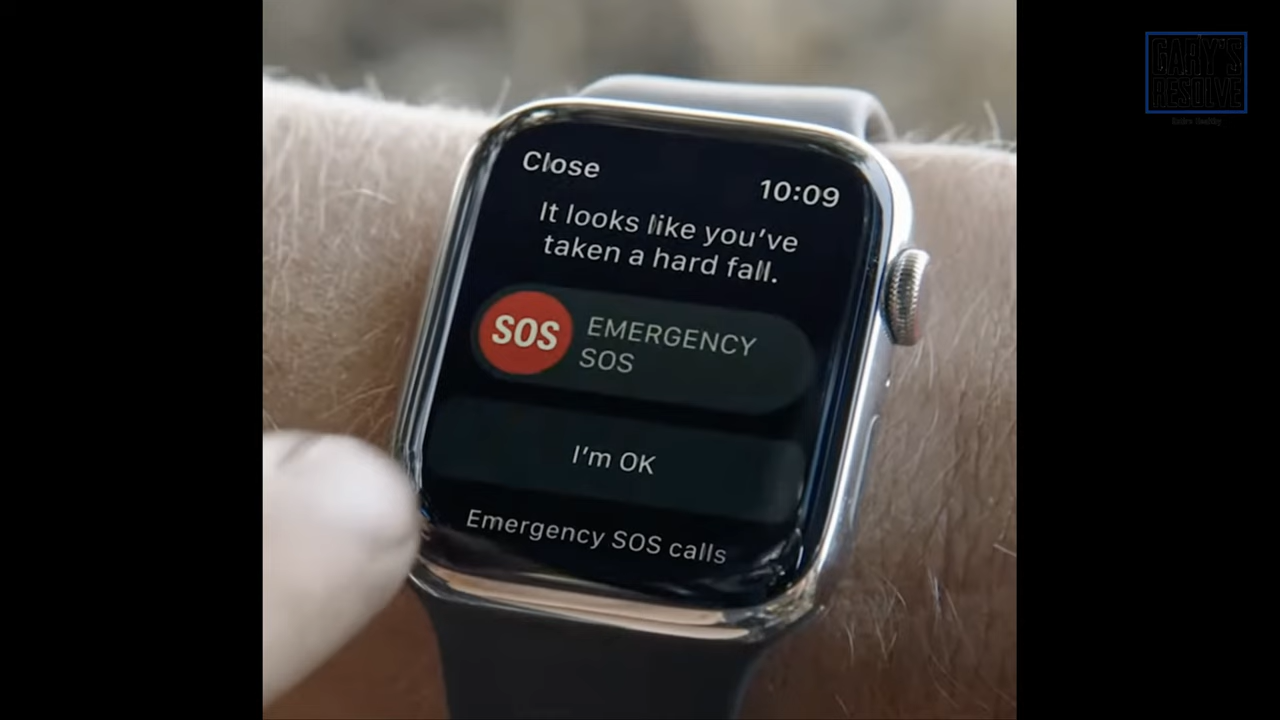 Close
10:09
It looks like you've
taken a hard fall.
SOS
EMERGENCY
SOS
I'm OK
Emergency SOS calls
GARY'S
RESOLVE